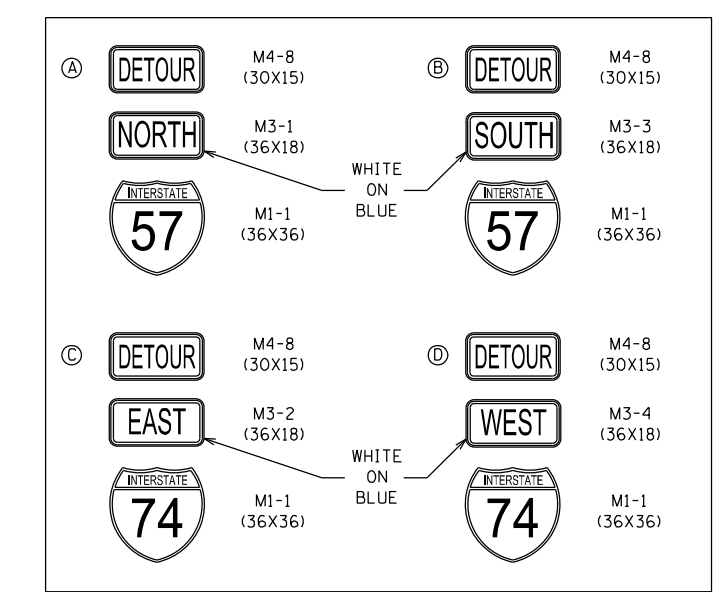 Ⓐ
DETOUR
M4-8
(30X15)
NORTH
M3-1
(36X18)
INTERSTATE
57
M1-1
(36X36)
Ⓑ
DETOUR
M4-8
(30X15)
SOUTH
M3-3
(36X18)
INTERSTATE
57
M1-1
(36X36)
WHITE
ON
BLUE
Ⓒ
DETOUR
M4-8
(30X15)
EAST
M3-2
(36X18)
INTERSTATE
74
M1-1
(36X36)
Ⓓ
DETOUR
M4-8
(30X15)
WEST
M3-4
(36X18)
INTERSTATE
74
M1-1
(36X36)
WHITE
ON
BLUE